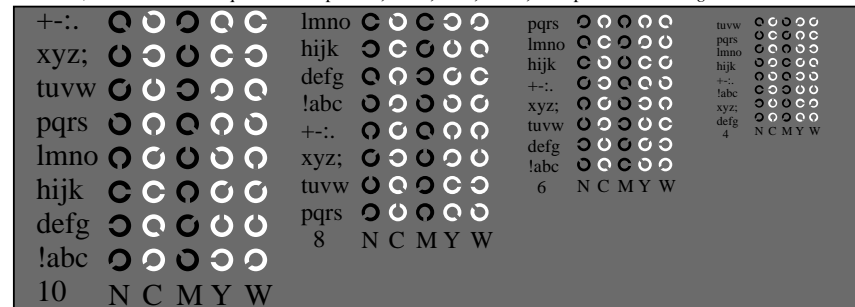 +-:.
xyz;
tuvw
pqrs
lmno
hijk
defg
!abc
10 N C M Y W
lmno
hijk
defg
!abc
+-:.
xyz;
tuvw
pqrs
8 N C M Y W
pqrs
lmno
hijk
+-:.
xyz;
tuvw
defg
!abc
6 N C M Y W
tuvw
pqrs
lmno
hijk
+-:.
!abc
xyz;
defg
4 N C M Y W